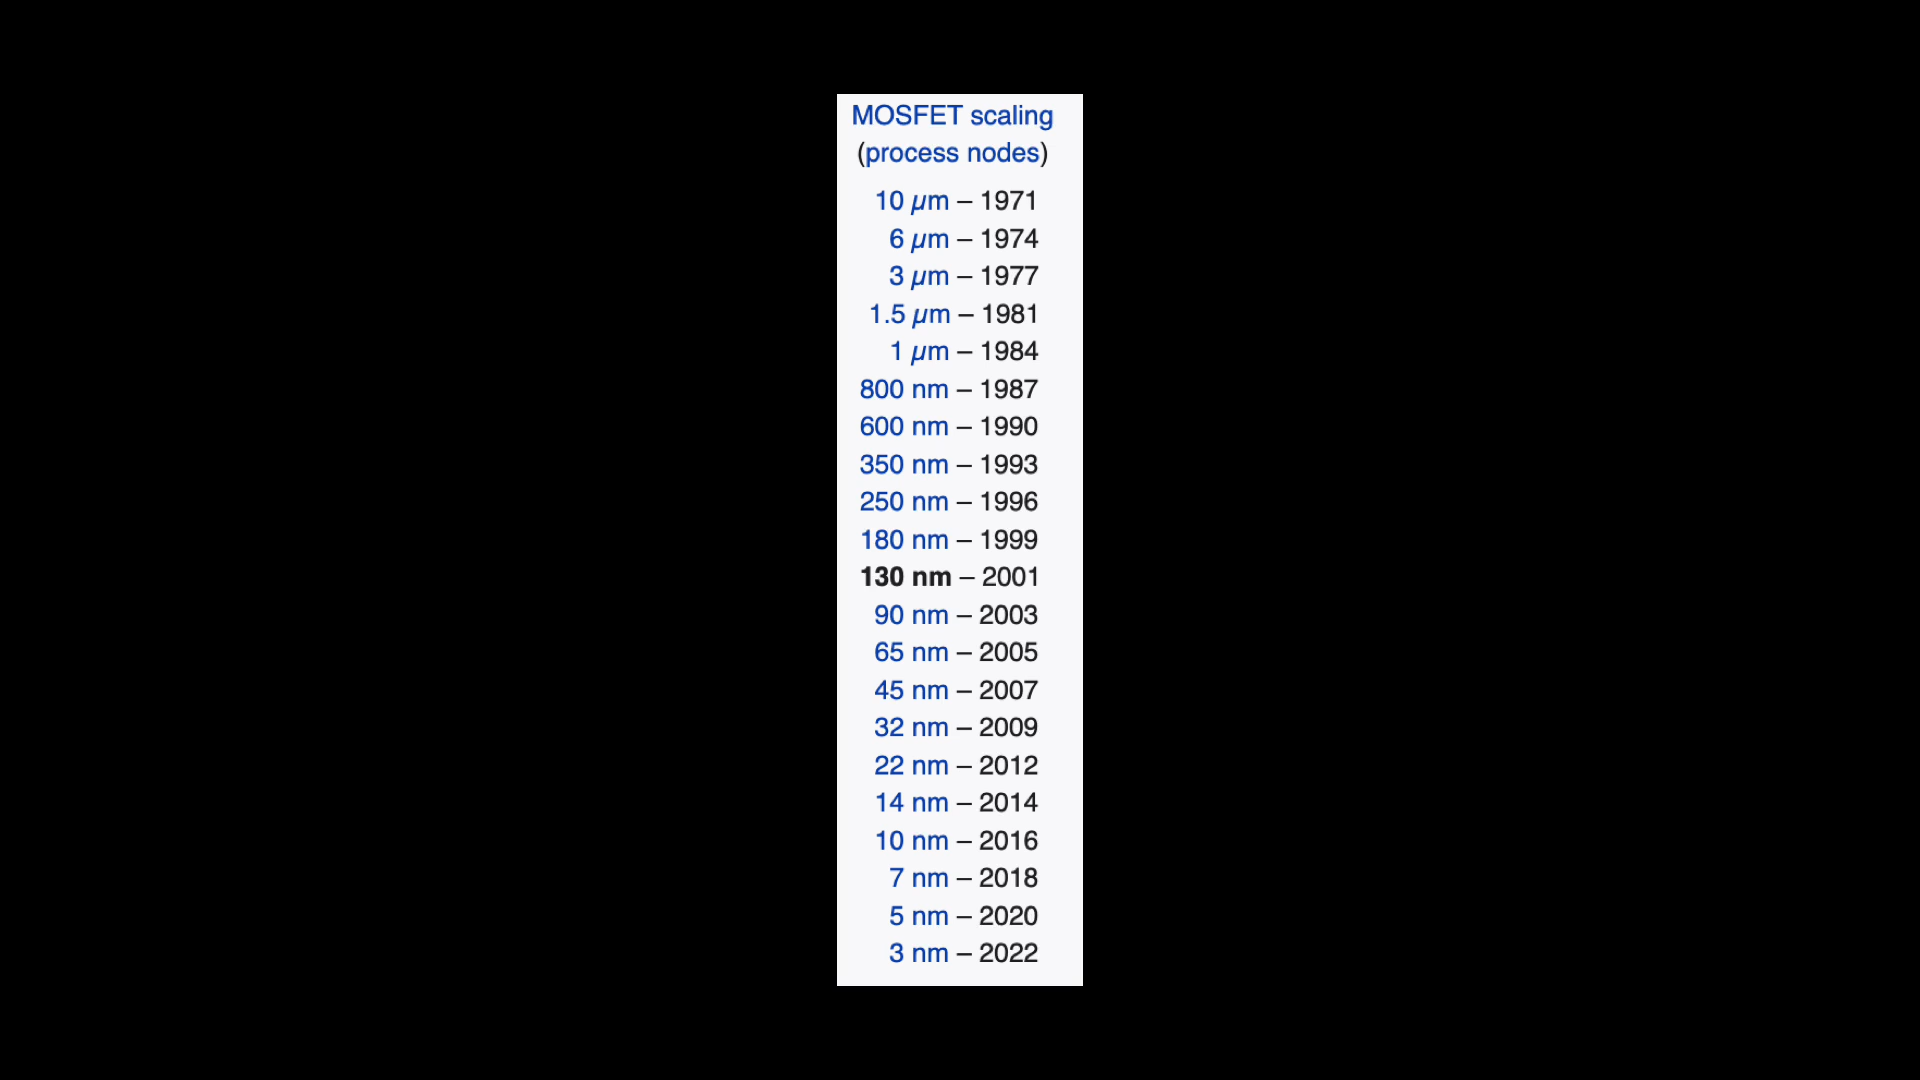 MOSFET scaling
(process nodes)
10 μm – 1971
6 μm – 1974
3 μm – 1977
1.5 μm – 1981
1 μm – 1984
800 nm – 1987
600 nm – 1990
350 nm – 1993
250 nm – 1996
180 nm – 1999
130 nm – 2001
90 nm – 2003
65 nm – 2005
45 nm – 2007
32 nm – 2009
22 nm – 2012
14 nm – 2014
10 nm – 2016
7 nm – 2018
5 nm – 2020
3 nm – 2022